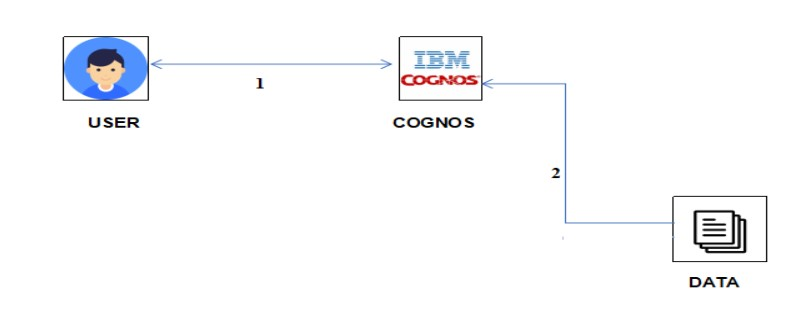 IBM
COGNOS
1
USER
COGNOS
2
DATA